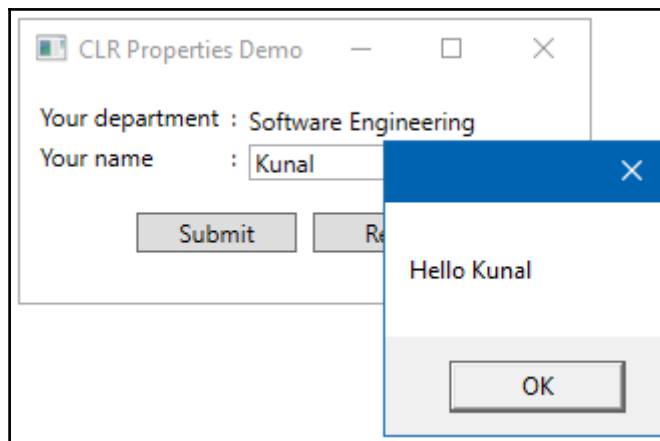 CLR Properties Demo
Your department : Software Engineering
Your name : Kunal
Submit
Hello Kunal
OK